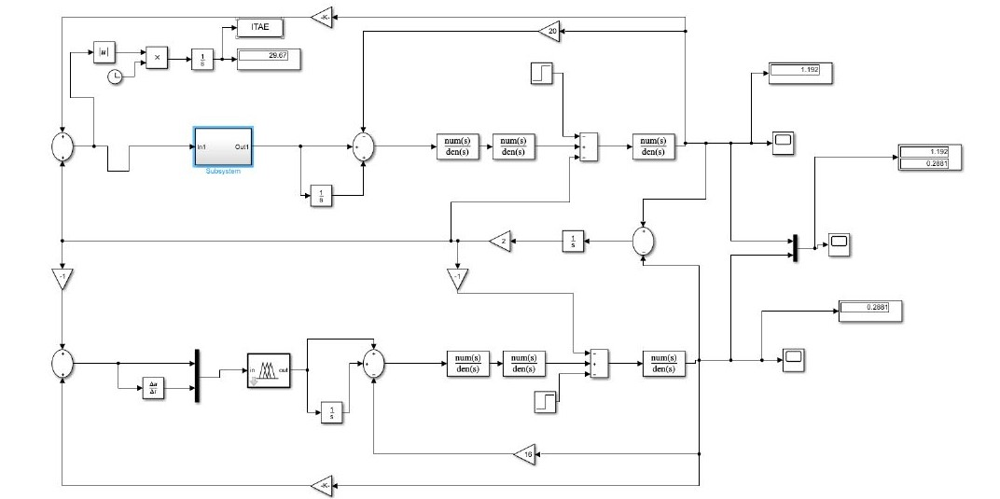 -K-
ITAE
20
|u|
×
1
s
29.67
1.192
In1
Out1
num(s)
den(s)
num(s)
den(s)
num(s)
den(s)
Subsystem
1.192
0.2881
1
s
2
1
s
-1
-1
0.2881
num(s)
den(s)
num(s)
den(s)
num(s)
den(s)
in
out
Δu
Δt
1
s
16
-K-